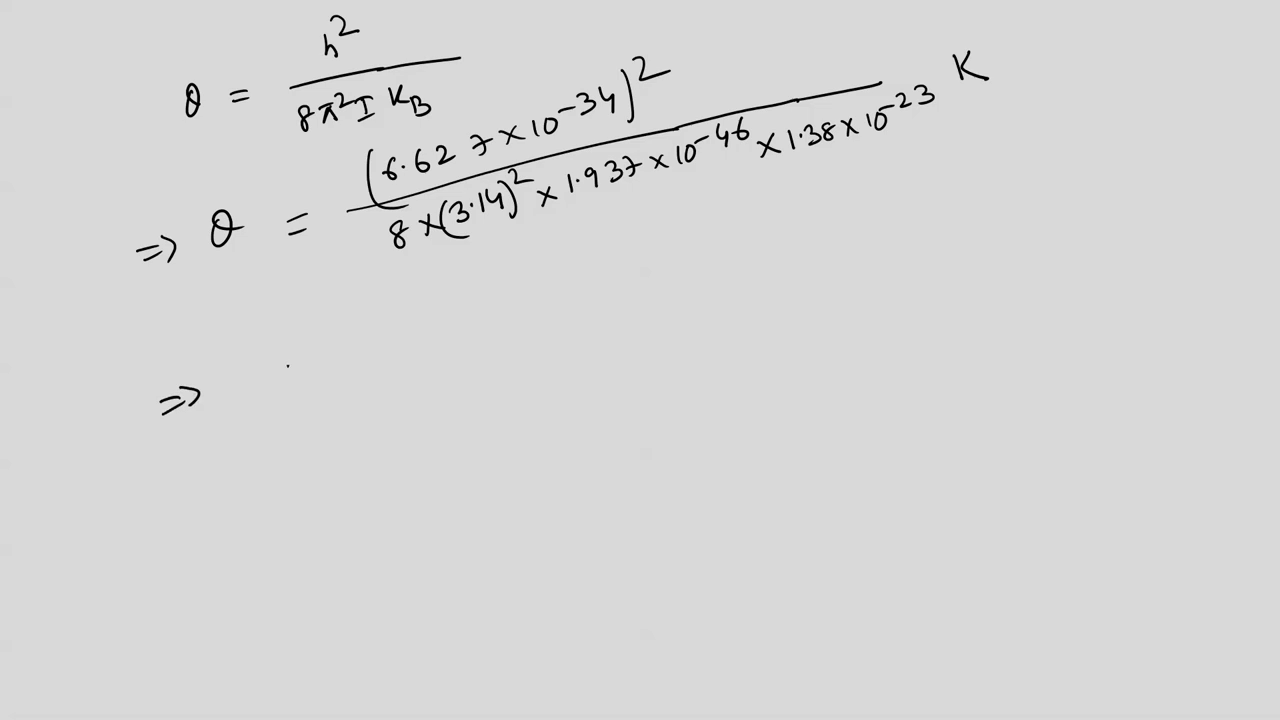 θ = h² / 8π²I K_B
=> θ = (6.627 × 10⁻³⁴)² / 8 × (3.14)² × 1.937 × 10⁻⁴⁶ × 1.38 × 10⁻²³ K
=>